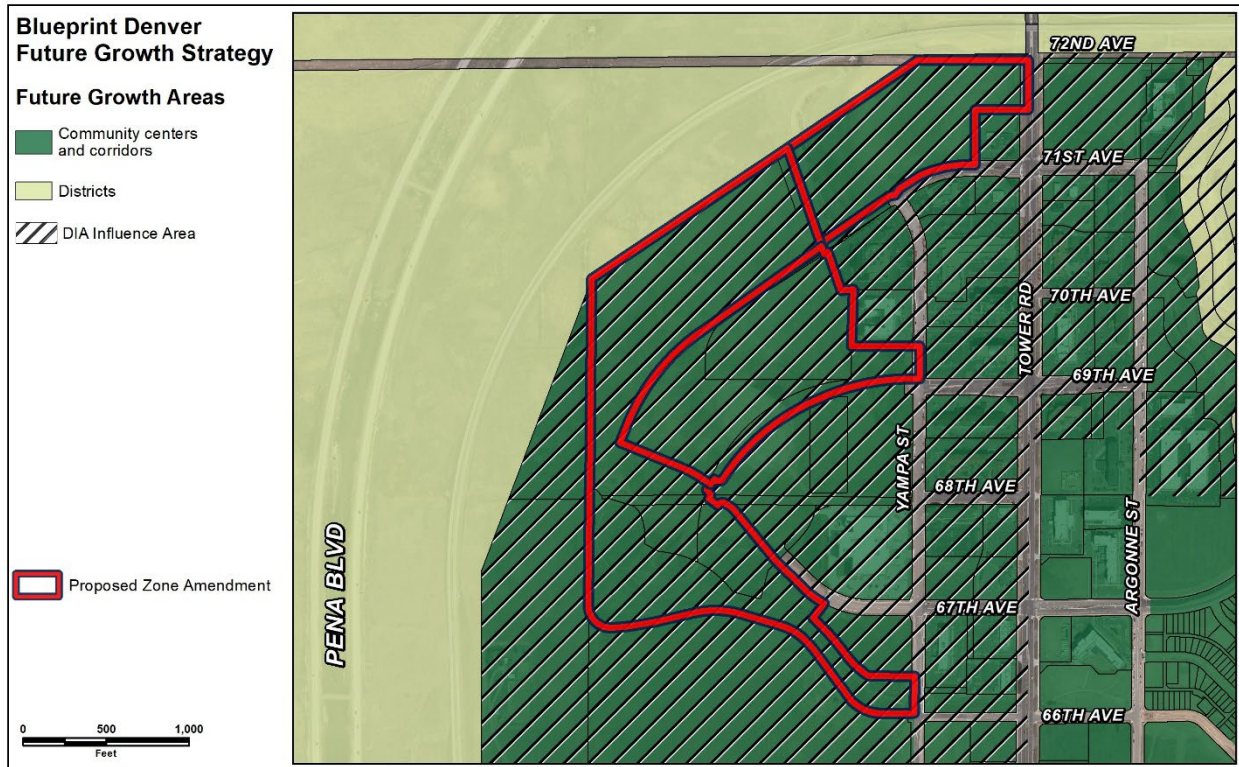 Blueprint Denver
Future Growth Strategy
Future Growth Areas
Community centers
and corridors
Districts
DIA Influence Area
Proposed Zone Amendment
0 500 1,000
Feet
72ND AVE
71ST AVE
70TH AVE
TOWER RD
69TH AVE
YAMPA ST
68TH AVE
ARGONNE ST
PENA BLVD
67TH AVE
66TH AVE